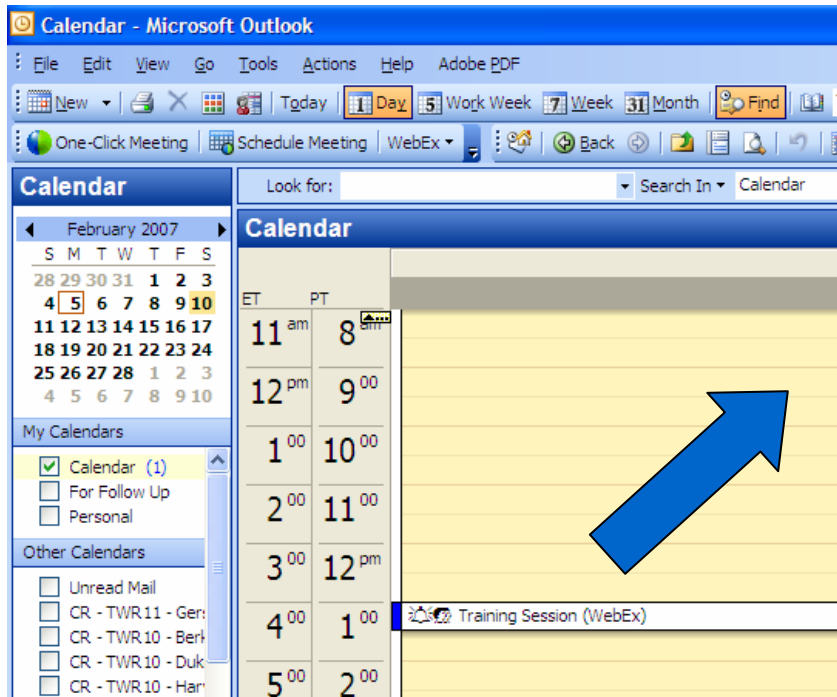 Calendar - Microsoft Outlook
File Edit View Go Tools Actions Help Adobe PDF
New Today 1 Day 5 Work Week 7 Week 31 Month Find
One-Click Meeting Schedule Meeting WebEx Back
Calendar
Look for: Search In Calendar
February 2007
S M T W T F S
28 29 30 31 1 2 3
4 5 6 7 8 9 10
11 12 13 14 15 16 17
18 19 20 21 22 23 24
25 26 27 28 1 2 3
4 5 6 7 8 9 10
My Calendars
Calendar (1)
For Follow Up
Personal
Other Calendars
Unread Mail
CR - TWR11 -
CR - TWR10 -
CR - TWR10 -
CR - TWR10 -
Calendar
ET PT
11 am 8 am
12 pm 9 00
1 00 10 00
2 00 11 00
3 00 12 pm
4 00 1 00
Training Session (WebEx)
5 00 2 00